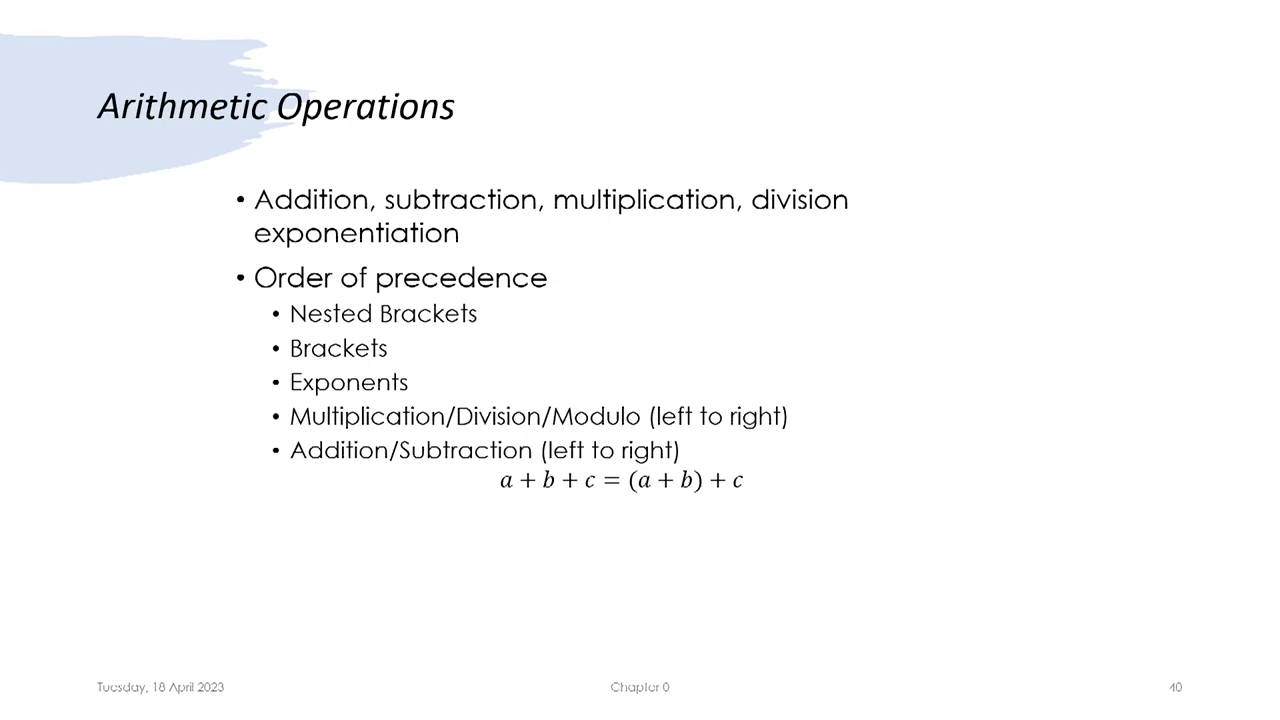 Arithmetic Operations
• Addition, subtraction, multiplication, division
exponentiation
• Order of precedence
• Nested Brackets
• Brackets
• Exponents
• Multiplication/Division/Modulo (left to right)
• Addition/Subtraction (left to right)
a + b + c = (a + b) + c
Tuesday, 18 April 2023
Chapter 0
40